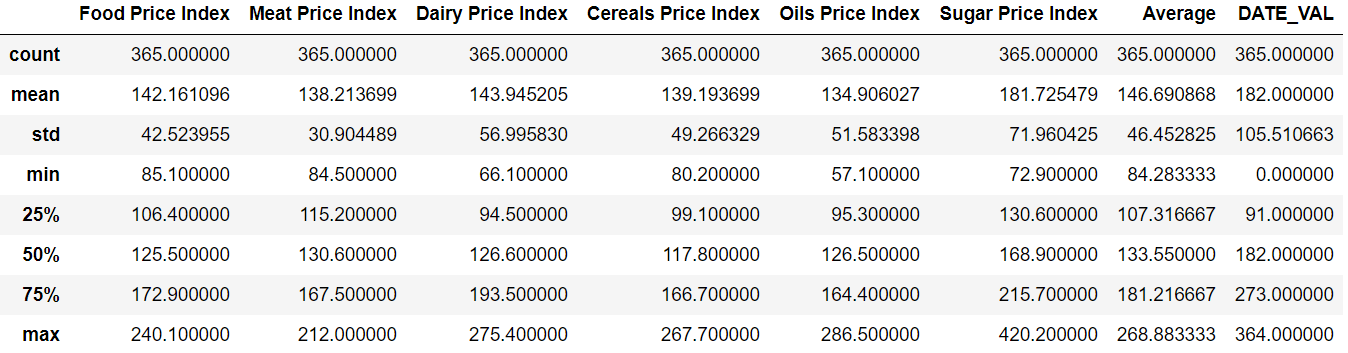 Food Price Index Meat Price Index Dairy Price Index Cereals Price Index Oils Price Index Sugar Price Index Average DATE_VAL
count 365.000000 365.000000 365.000000 365.000000 365.000000 365.000000 365.000000 365.000000
mean 142.161096 138.213699 143.945205 139.193699 134.906027 181.725479 146.690868 182.000000
std 42.523955 30.904489 56.995830 49.266329 51.583398 71.960425 46.452825 105.510663
min 85.100000 84.500000 66.100000 80.200000 57.100000 72.900000 84.283333 0.000000
25% 106.400000 115.200000 94.500000 99.100000 95.300000 130.600000 107.316667 91.000000
50% 125.500000 130.600000 126.600000 117.800000 126.500000 168.900000 133.550000 182.000000
75% 172.900000 167.500000 193.500000 166.700000 164.400000 215.700000 181.216667 273.000000
max 240.100000 212.000000 275.400000 267.700000 286.500000 420.200000 268.883333 364.000000